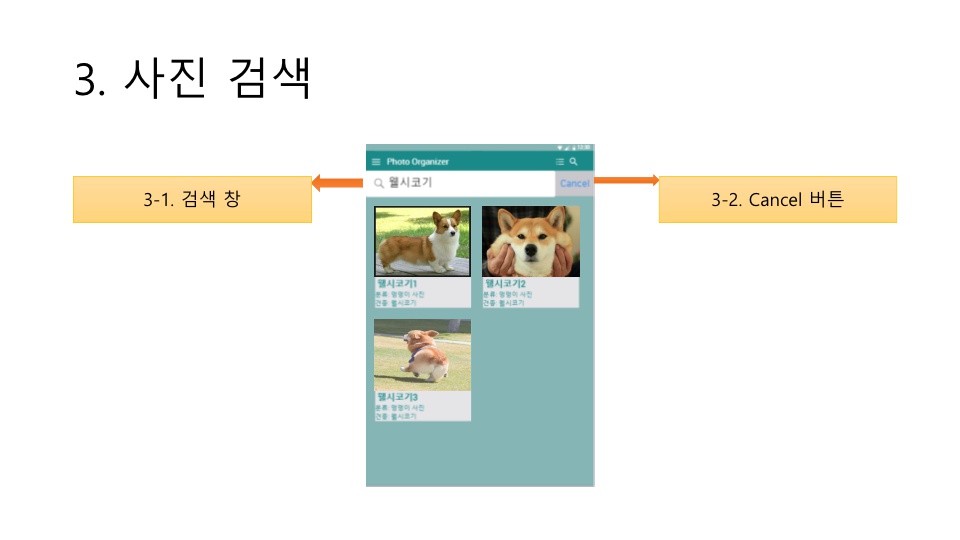 3. 사진 검색
12:30
Photo Organizer
웰시코기
Cancel
3-1. 검색 창
3-2. Cancel 버튼
웰시코기1
분류: 멍멍이 사진
견종: 웰시코기
웰시코기2
분류: 멍멍이 사진
견종: 웰시코기
웰시코기3
분류: 멍멍이 사진
견종: 웰시코기